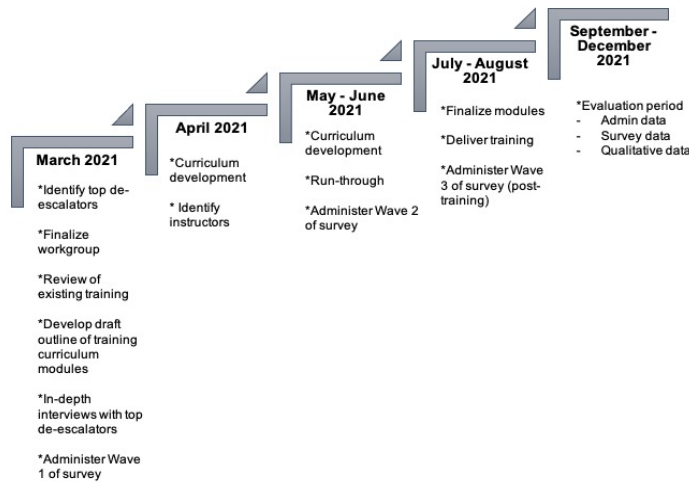 March 2021
*Identify top de-
escalators
*Finalize
workgroup
*Review of
existing training
*Develop draft
outline of training
curriculum
modules
*In-depth
interviews with top
de-escalators
*Administer Wave
1 of survey
April 2021
*Curriculum
development
* Identify
instructors
May - June
2021
*Curriculum
development
*Run-through
*Administer Wave 2
of survey
July - August
2021
*Finalize modules
*Deliver training
*Administer Wave
3 of survey (post-
training)
September -
December
2021
*Evaluation period
- Admin data
- Survey data
- Qualitative data